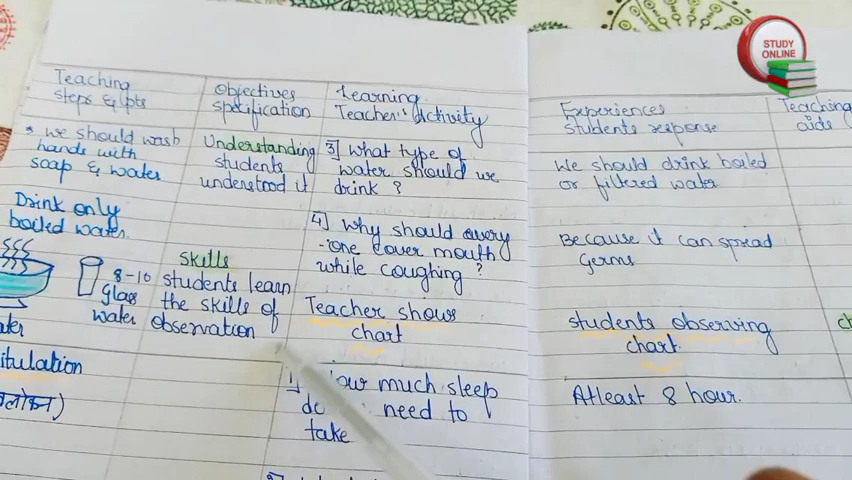 STUDY
ONLINE
Teaching
steps & pts
* we should wash
hands with
soap & water
Drink only
boiled water.
8-10
Glass
water
objectives
spcification
Understanding
students
understood it
Skills
students learn
the skills of
observation
Learning
Teacher's Activity
3] What type of
water should we
drink ?
4] Why should every
-one cover mouth
while coughing ?
Teacher shows
chart
much sleep
need to
take
Experiences
students response
We should drink boiled
or filtered water
Because it can spread
Germs
students observing
chart.
Atleast 8 hour.
Teaching
aids